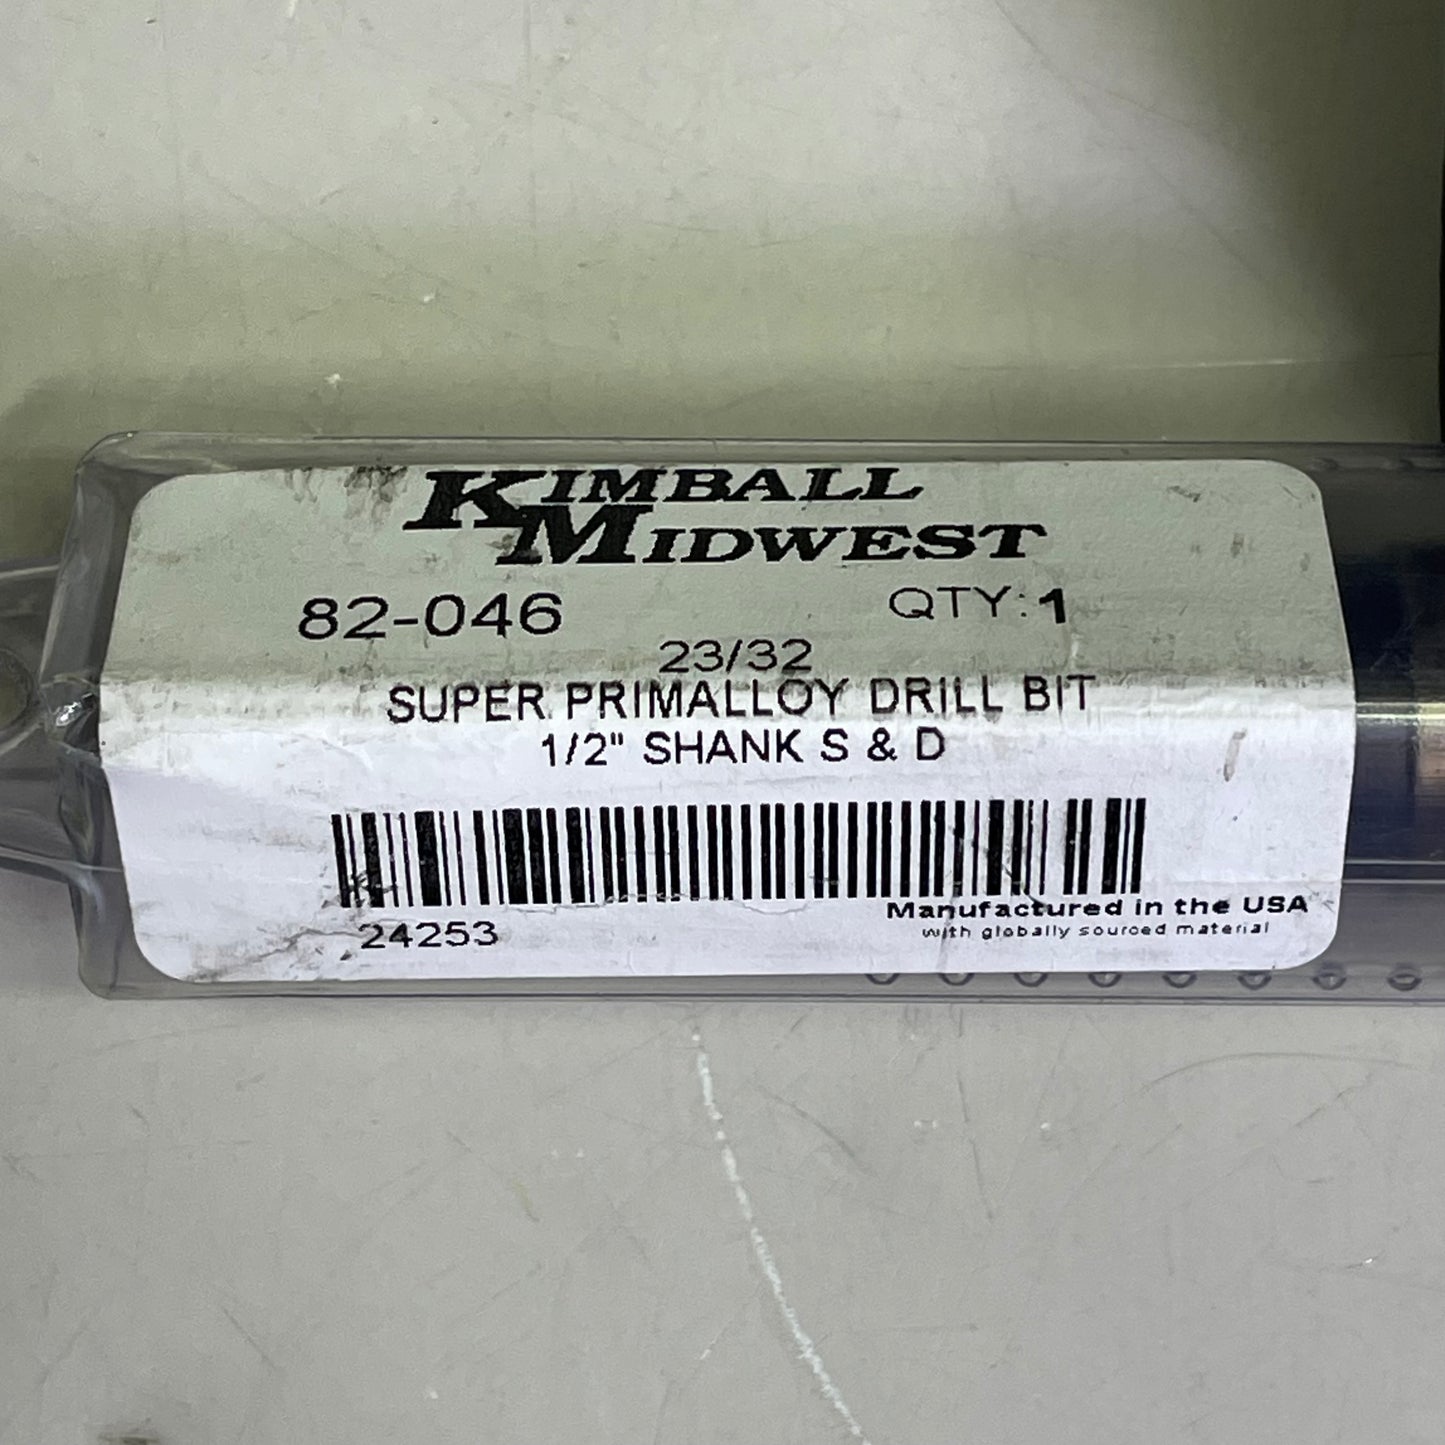 KIMBALL
MIDWEST
82-046 QTY: 1
23/32
SUPER PRIMALLOY DRILL BIT
1/2" SHANK S & D
24253
Manufactured in the USA
with globally sourced material